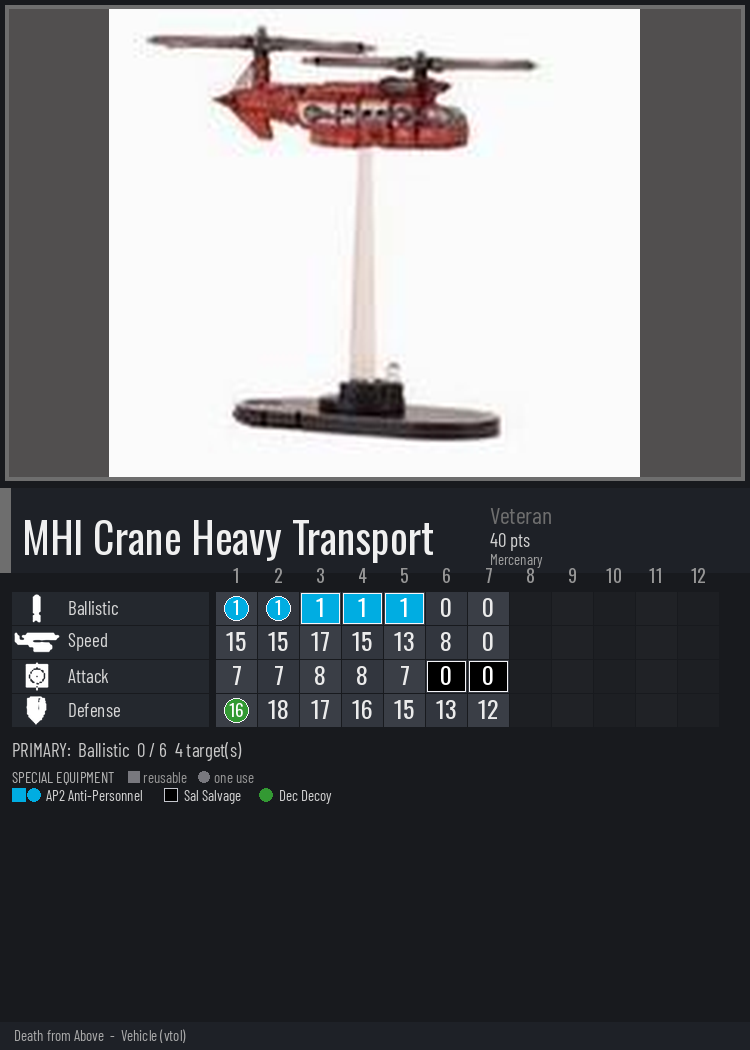 MHI Crane Heavy Transport
Veteran
40 pts
Mercenary
1 2 3 4 5 6 7 8 9 10 11 12
Ballistic 1 1 1 1 1 0 0
Speed 15 15 17 15 13 8 0
Attack 7 7 8 8 7 0 0
Defense 16 18 17 16 15 13 12
PRIMARY: Ballistic 0 / 6 4 target(s)
SPECIAL EQUIPMENT reusable one use
AP2 Anti-Personnel Sal Salvage Dec Decoy
Death from Above - Vehicle (vtol)